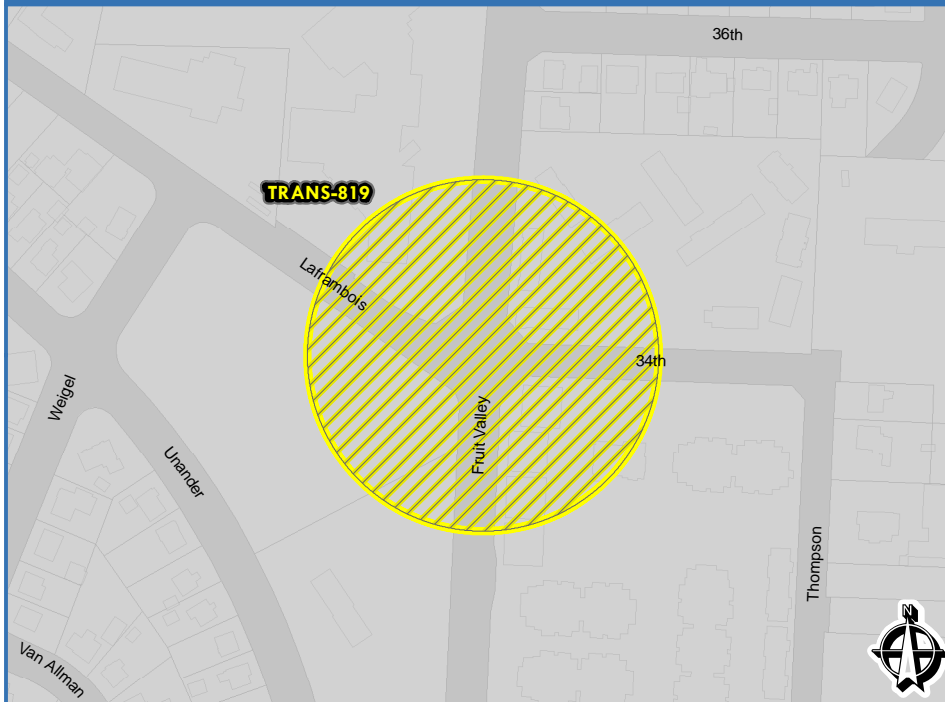 36th
TRANS-819
Laframbois
34th
Weigel
Fruit Valley
Unander
Thompson
N
Van Allman